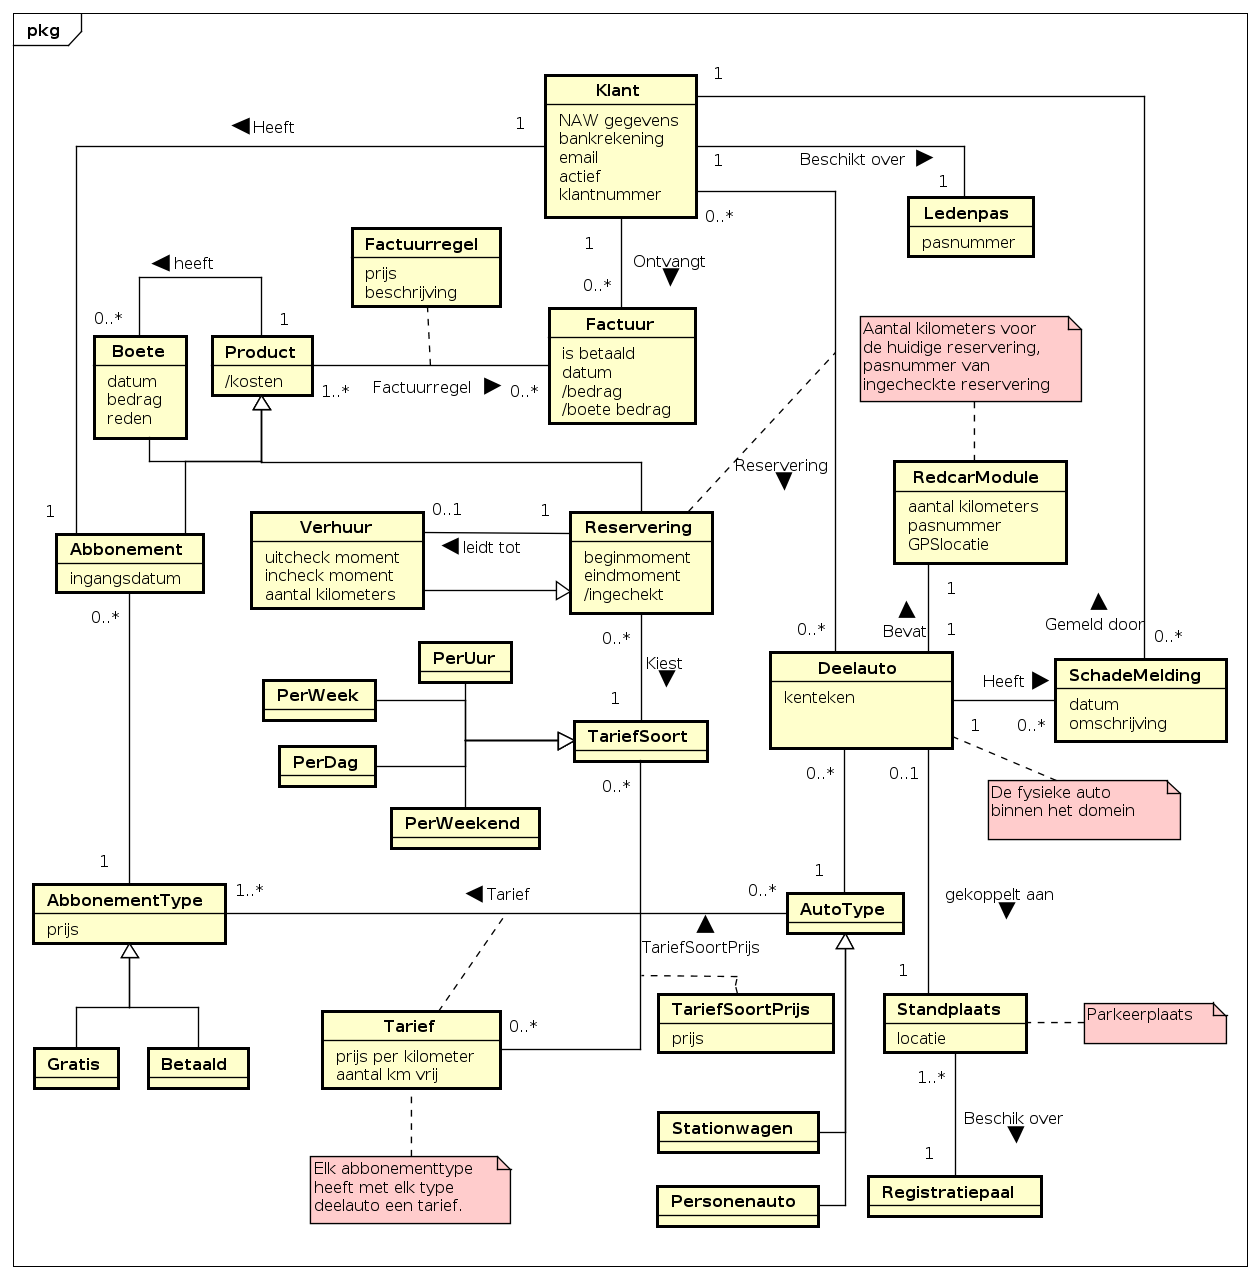 pkg
Klant
NAW gegevens
bankrekening
email
actief
klantnummer
1
1
Heeft
1
Beschikt over
1
Ledenpas
pasnummer
0..*
Factuurregel
prijs
beschrijving
1
Ontvangt
0..*
heeft
0..*
1
Boete
datum
bedrag
reden
Product
/kosten
1..*
Factuurregel
0..*
Factuur
is betaald
datum
/bedrag
/boete bedrag
Aantal kilometers voor
de huidige reservering,
pasnummer van
ingecheckte reservering
Reservering
RedcarModule
aantal kilometers
pasnummer
GPSlocatie
1
Abbonement
ingangsdatum
0..*
Verhuur
uitcheck moment
incheck moment
aantal kilometers
0..1
1
leidt tot
Reservering
beginmoment
eindmoment
/ingechekt
0..*
Kiest
1
0..*
1
Bevat
1
Gemeld door
0..*
Deelauto
kenteken
Heeft
1
0..*
SchadeMelding
datum
omschrijving
PerUur
PerWeek
PerDag
PerWeekend
TariefSoort
0..*
0..*
0..1
De fysieke auto
binnen het domein
1
AbbonementType
prijs
1..*
Tarief
0..*
1
AutoType
gekoppelt aan
TariefSoortPrijs
1
Gratis
Betaald
Tarief
prijs per kilometer
aantal km vrij
0..*
TariefSoortPrijs
prijs
Standplaats
locatie
Parkeerplaats
1..*
Beschik over
1
Stationwagen
Personenauto
Registratiepaal
Elk abbonementtype
heeft met elk type
deelauto een tarief.